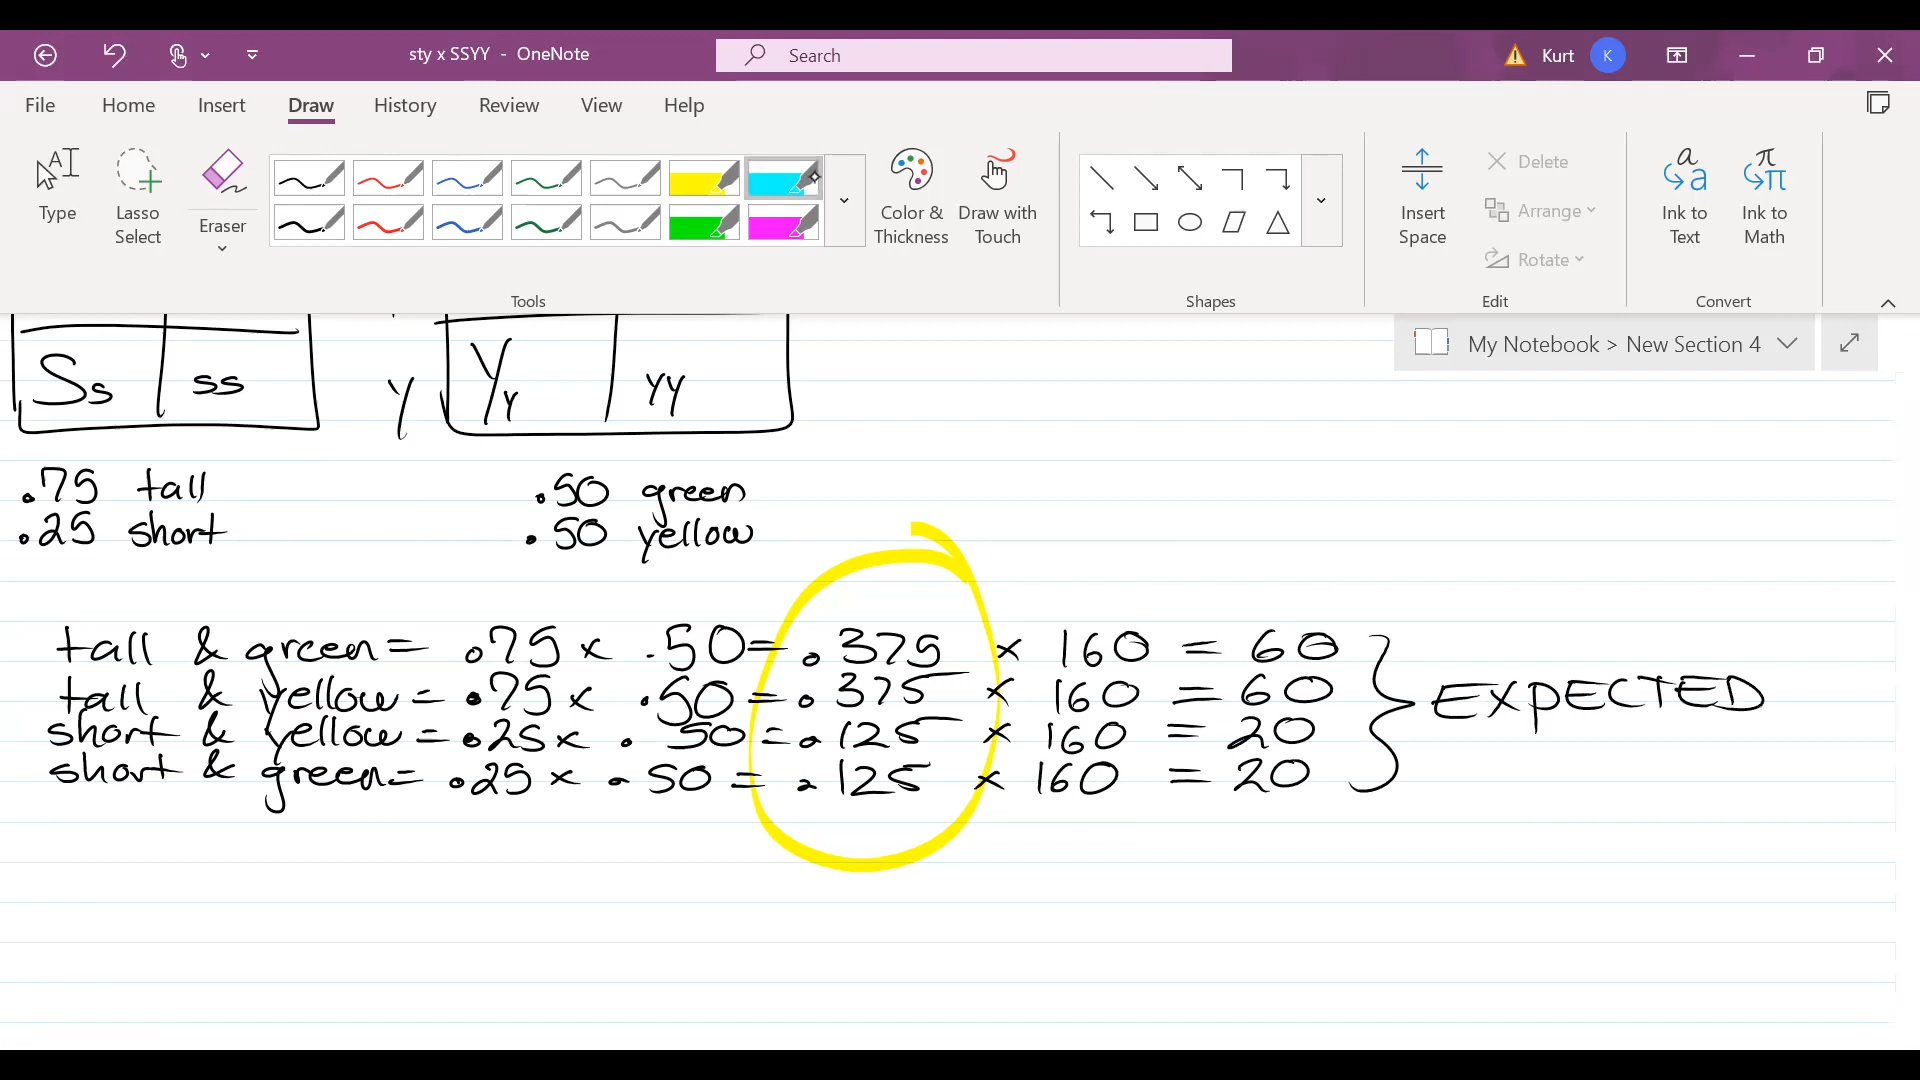 sty x SSYY - OneNote
Search
Kurt
K
File Home Insert Draw History Review View Help
Type
Lasso Select
Eraser
Color & Thickness
Draw with Touch
Insert Space
Delete
Arrange
Rotate
a a
Ink to Text
π π
Ink to Math
Tools
Shapes
Edit
Convert
My Notebook > New Section 4
Ss ss y Yy yy
.75 tall .50 green
.25 short .50 yellow
tall & green = .75 x .50 = .375 x 160 = 60
tall & yellow = .75 x .50 = .375 x 160 = 60
EXPECTED
short & yellow = .25 x .50 = .125 x 160 = 20
short & green = .25 x .50 = .125 x 160 = 20